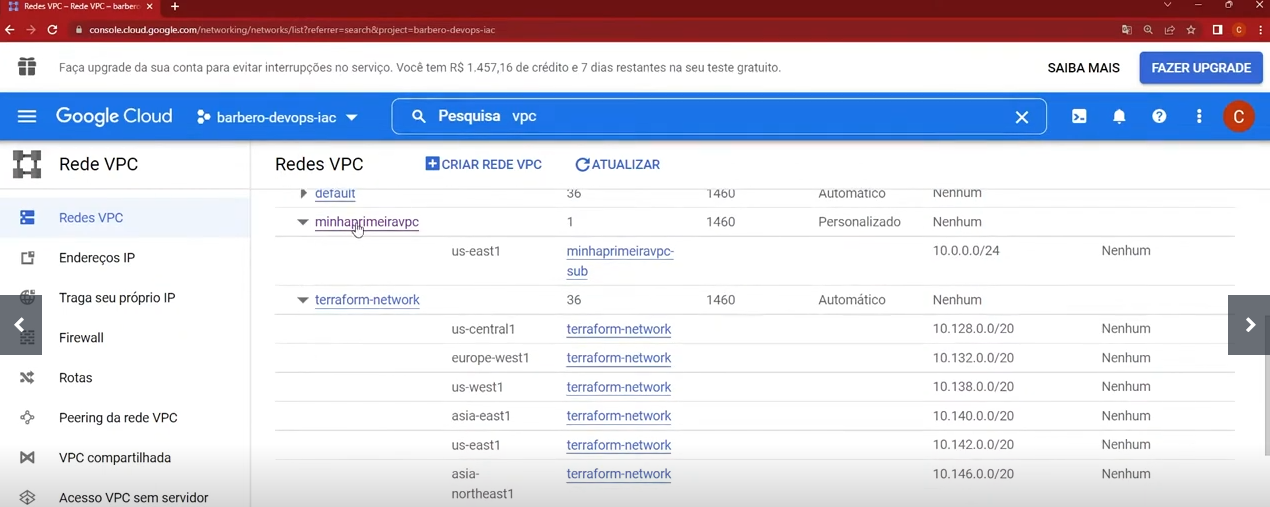 Redes VPC – Rede VPC – barber
console.cloud.google.com/networking/networks/list?referrer=search&project=barbero-devops-iac
C
Faça upgrade da sua conta para evitar interrupções no serviço. Você tem R$ 1.457,16 de crédito e 7 dias restantes na seu teste gratuito.
SAIBA MAIS
FAZER UPGRADE
Google Cloud
barbero-devops-iac
Pesquisa vpc
C
Rede VPC
Redes VPC
Endereços IP
Traga seu próprio IP
Firewall
Rotas
Peering da rede VPC
VPC compartilhada
Acesso VPC sem servidor
Redes VPC
CRIAR REDE VPC
ATUALIZAR
default 36 1460 Automático Nenhum
minhaprimeiravpc 1 1460 Personalizado Nenhum
us-east1 minhaprimeiravpc- 10.0.0.0/24 Nenhum
sub
terraform-network 36 1460 Automático Nenhum
us-central1 terraform-network 10.128.0.0/20 Nenhum
europe-west1 terraform-network 10.132.0.0/20 Nenhum
us-west1 terraform-network 10.138.0.0/20 Nenhum
asia-east1 terraform-network 10.140.0.0/20 Nenhum
us-east1 terraform-network 10.142.0.0/20 Nenhum
asia- terraform-network 10.146.0.0/20 Nenhum
northeast1